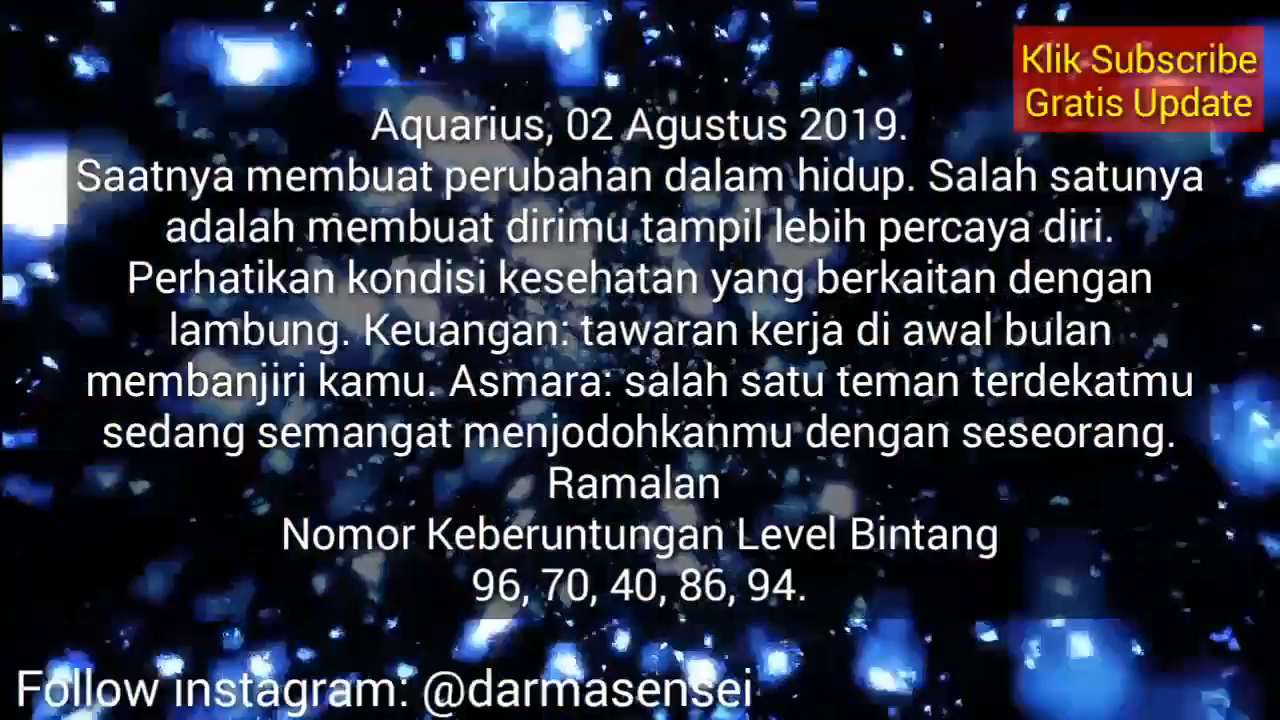 Klik Subscribe
Gratis Update
Aquarius, 02 Agustus 2019.
Saatnya membuat perubahan dalam hidup. Salah satunya
adalah membuat dirimu tampil lebih percaya diri.
Perhatikan kondisi kesehatan yang berkaitan dengan
lambung. Keuangan: tawaran kerja di awal bulan
membanjiri kamu. Asmara: salah satu teman terdekatmu
sedang semangat menjodohkanmu dengan seseorang.
Ramalan
Nomor Keberuntungan Level Bintang
96, 70, 40, 86, 94.
Follow instagram: @darmasensei